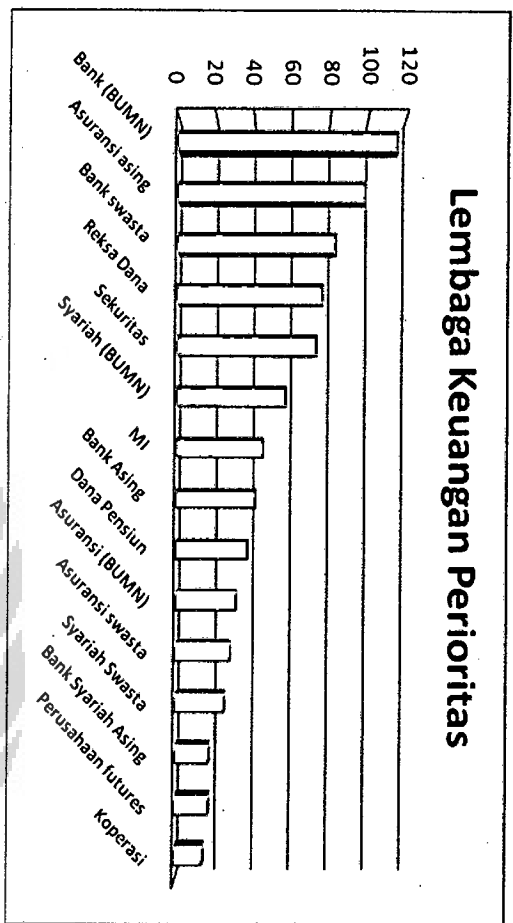 Lembaga Keuangan Perioritas
120
100
80
60
40
20
0
Bank (BUMN)
Asuransi asing
Bank swasta
Reksa Dana
Sekuritas
Syariah (BUMN)
MI
Bank Asing
Dana Pensiun
Asuransi (BUMN)
Asuransi swasta
Syariah Swasta
Bank Syariah Asing
Perusahaan futures
Koperasi